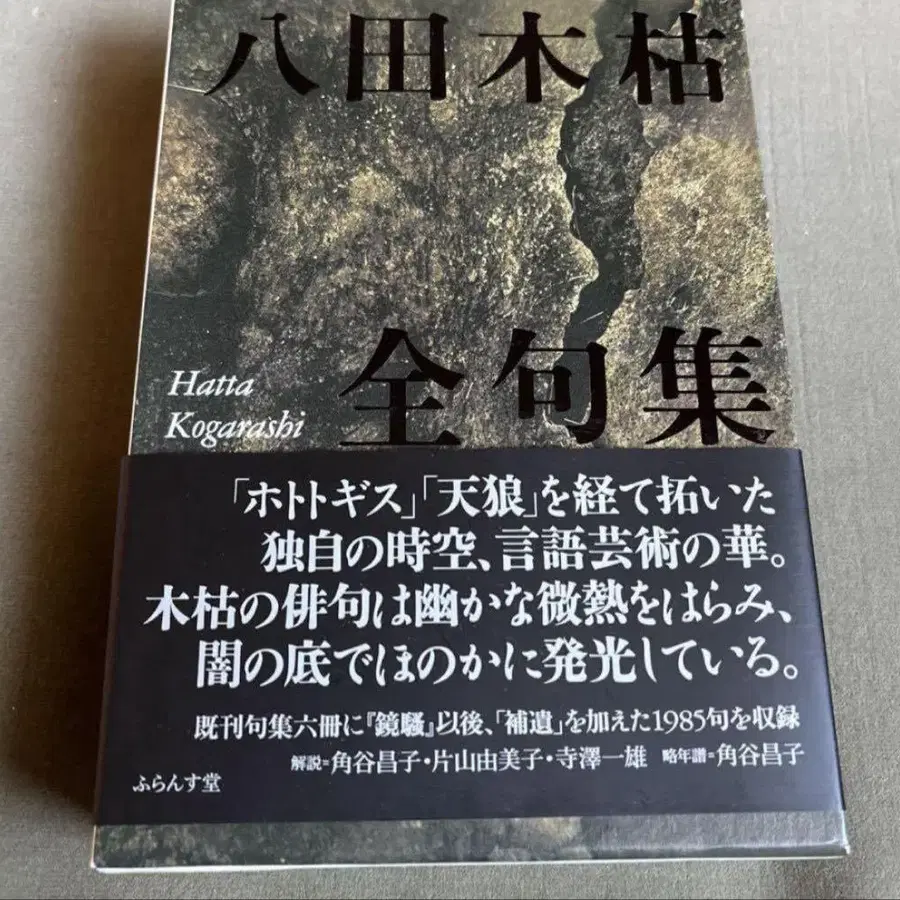 八田木枯
全句集
Hatta
Kogarashi
「ホトトギス」「天狼」を経て拓いた
独自の時空、言語芸術の華。
木枯の俳句は幽かな微熱をはらみ、
闇の底でほのかに発光している。
既刊句集六冊に『鏡騒』以後、「補遺」を加えた1985句を収録
解説=角谷昌子・片山由美子・寺澤一雄 略年譜=角谷昌子
ふらんす堂